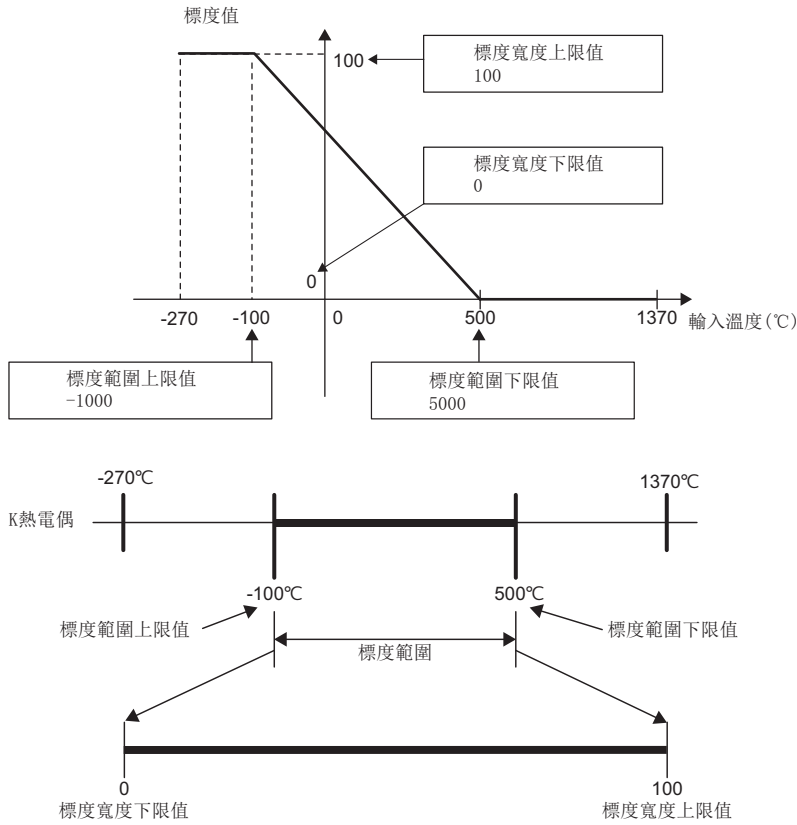 標度值
100
標度寬度上限值
100
標度寬度下限值
0
0
-270
-100
0
500
1370
輸入溫度(℃)
標度範圍上限值
-1000
標度範圍下限值
5000
-270℃
1370℃
K熱電偶
-100℃
500℃
標度範圍上限值
標度範圍下限值
標度範圍
0
100
標度寬度下限值
標度寬度上限值